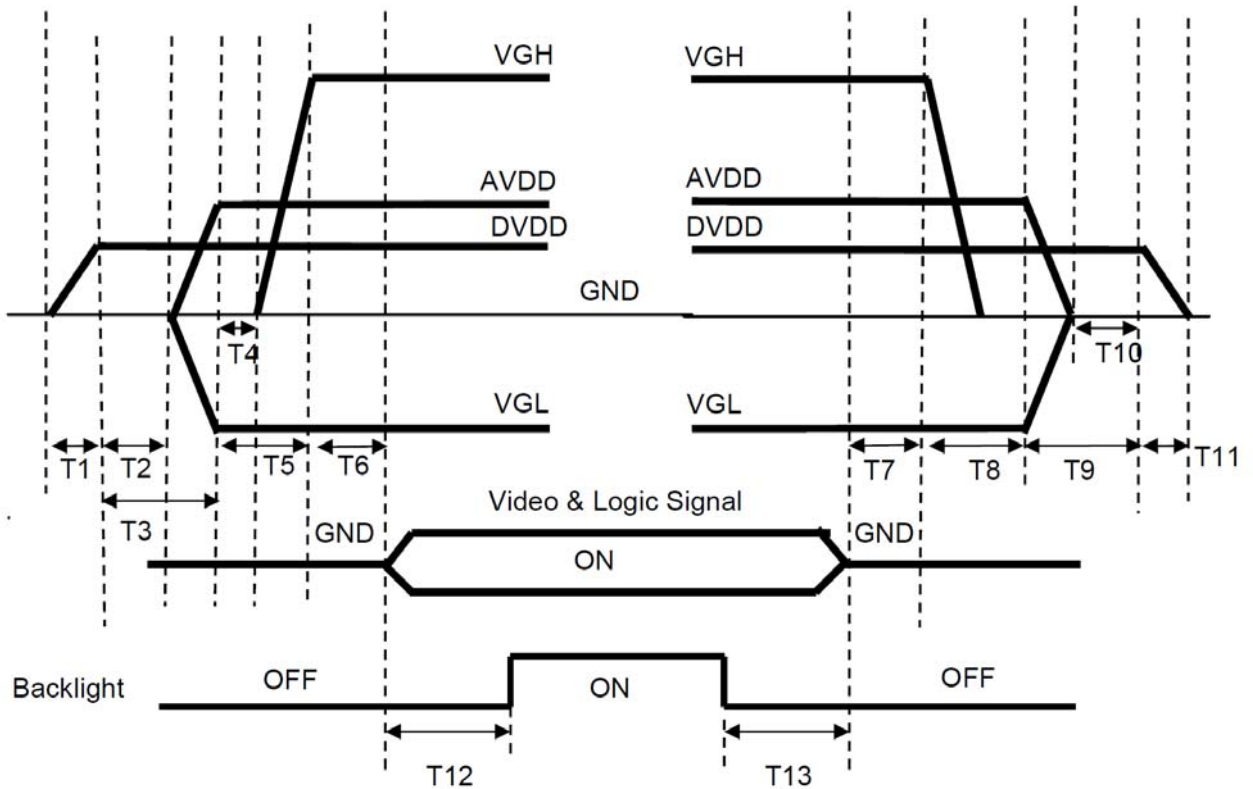 VGH VGH
AVDD AVDD
DVDD DVDD
GND
T4 T10
VGL VGL
T1 T2 T5 T6 T7 T8 T9 T11
T3
Video & Logic Signal
GND GND
ON
Backlight OFF ON OFF
T12 T13